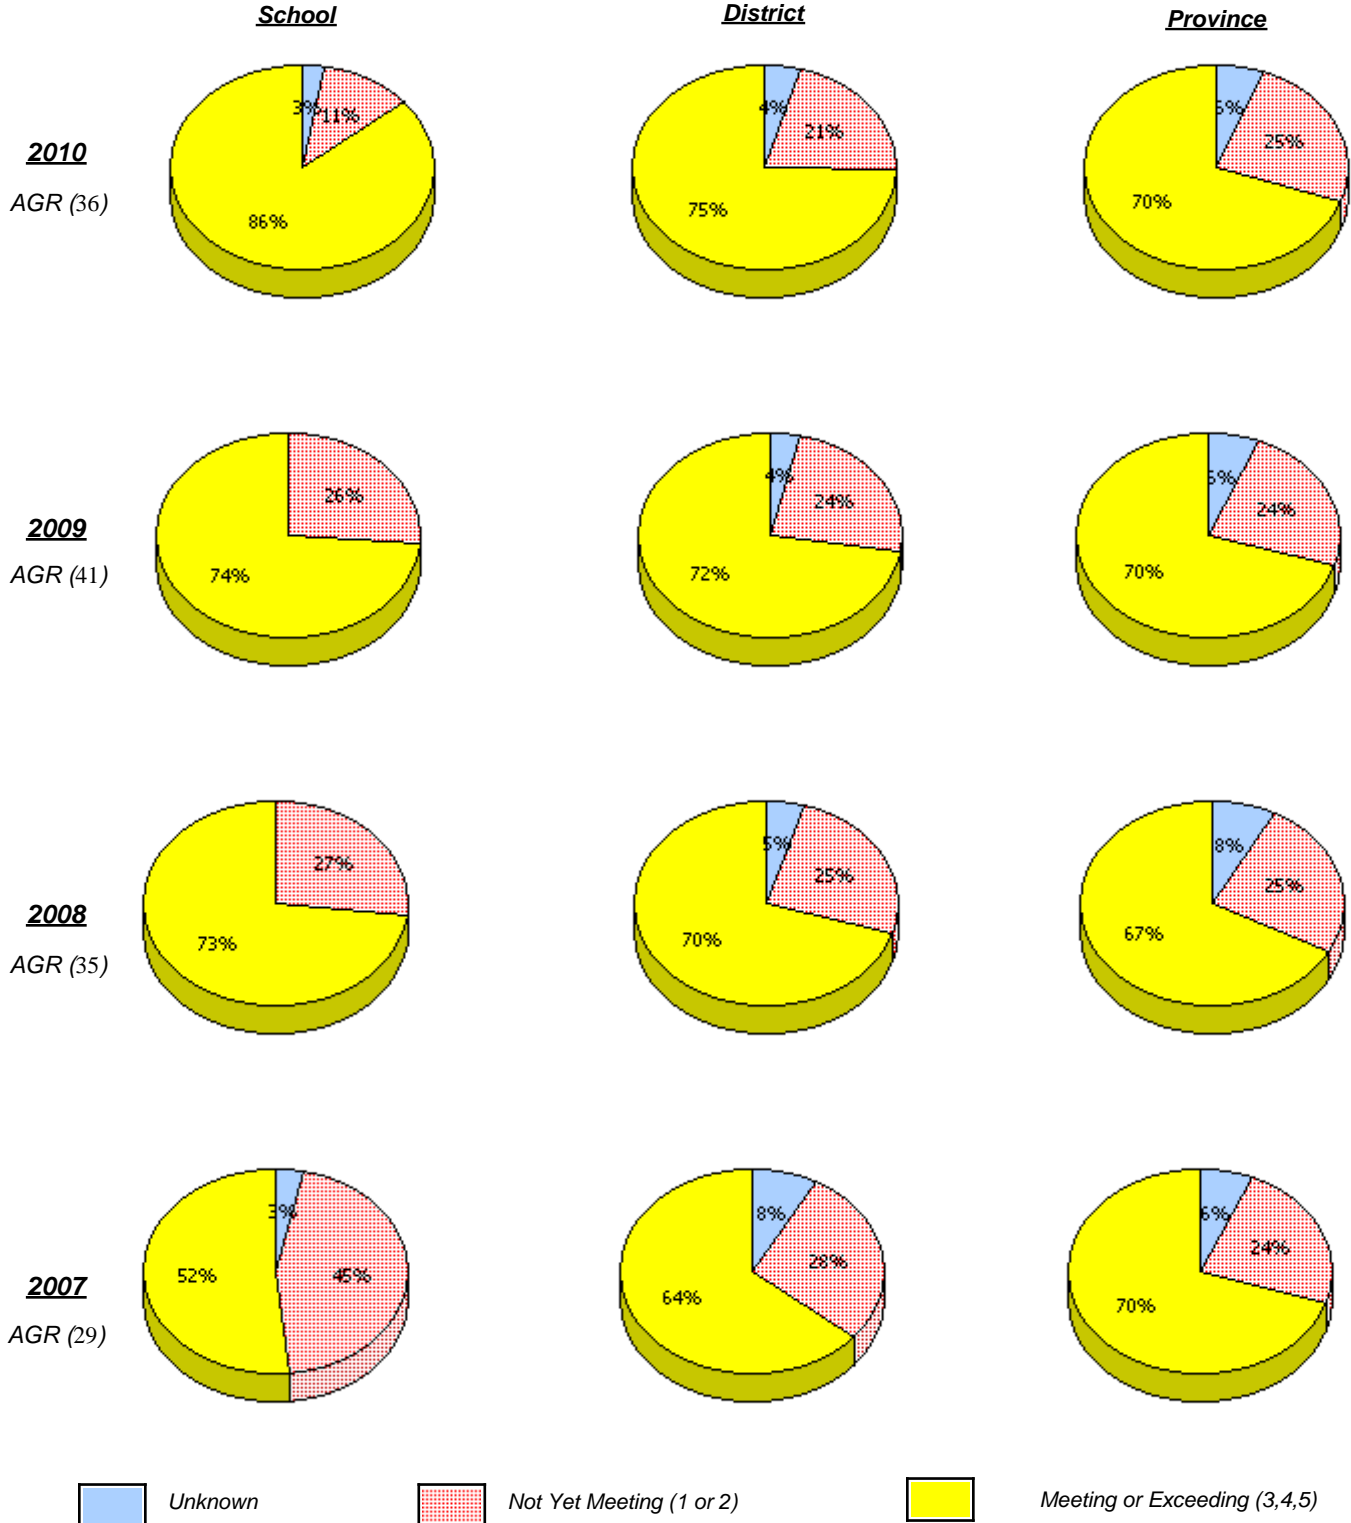 School District Province
2010
AGR (36)
3% 11% 86%
4% 21% 75%
25% 70%
2009
AGR (41)
26% 74%
4% 24% 72%
24% 70%
2008
AGR (35)
27% 73%
5% 25% 70%
8% 25% 67%
2007
AGR (29)
3% 45% 52%
8% 28% 64%
6% 24% 70%
Unknown Not Yet Meeting (1 or 2) Meeting or Exceeding (3,4,5)